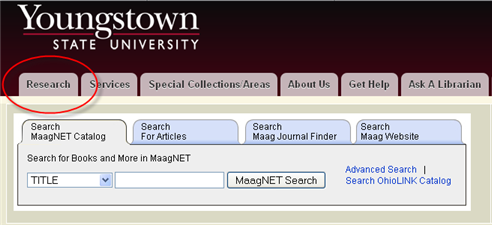 Youngstown
STATE UNIVERSITY
Research Services Special Collections/Areas About Us Get Help Ask A Librarian
Search MaagNET Catalog
Search For Articles
Search Maag Journal Finder
Search Maag Website
Search for Books and More in MaagNET
TITLE MaagNET Search
Advanced Search |
Search OhioLINK Catalog